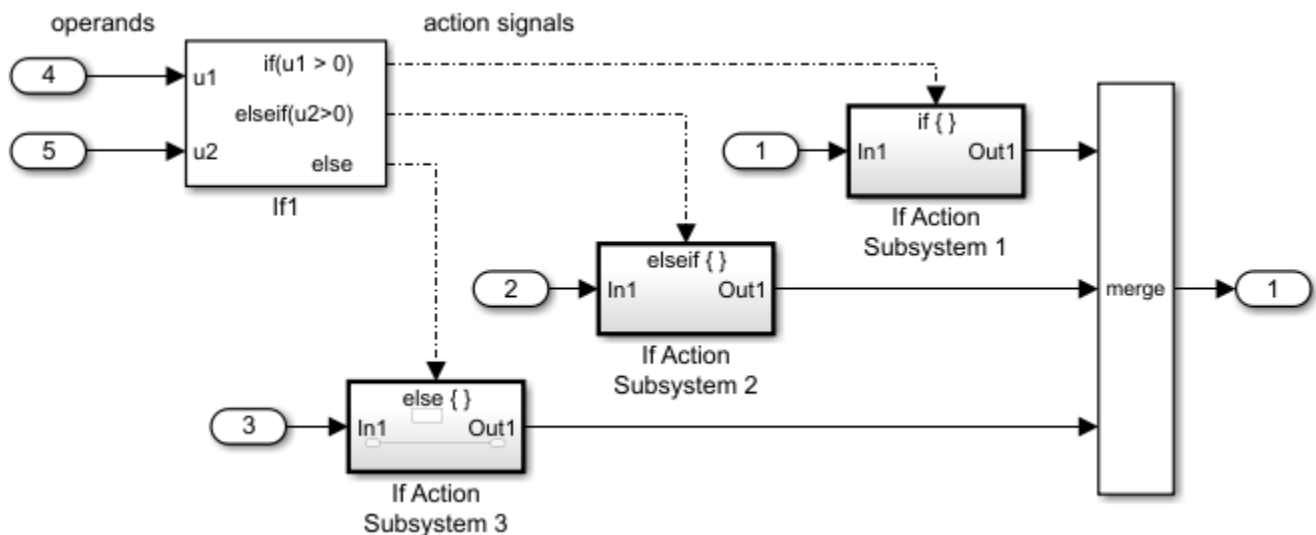 operands
action signals
4
u1
if(u1 > 0)
elseif(u2>0)
5
u2
else
If1
1
if { }
In1
Out1
If Action
Subsystem 1
2
elseif { }
In1
Out1
If Action
Subsystem 2
merge
1
3
else { }
In1
Out1
If Action
Subsystem 3